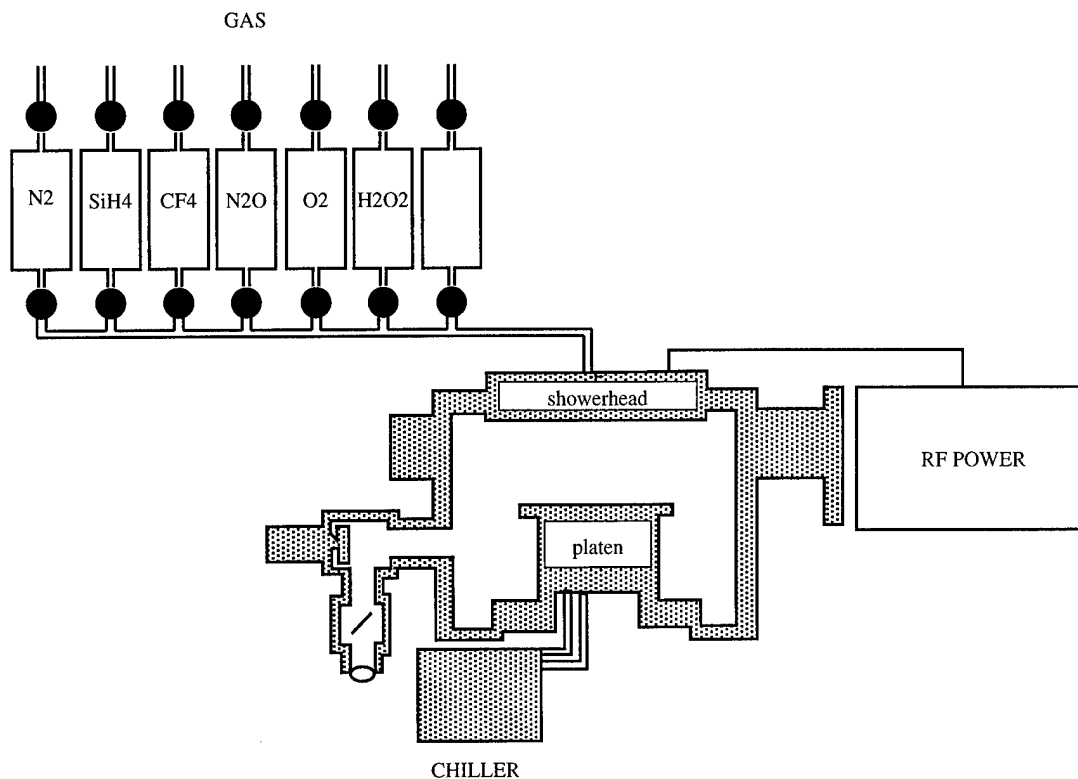 GAS
N2
SiH4
CF4
N2O
O2
H2O2
showerhead
RF POWER
platen
CHILLER